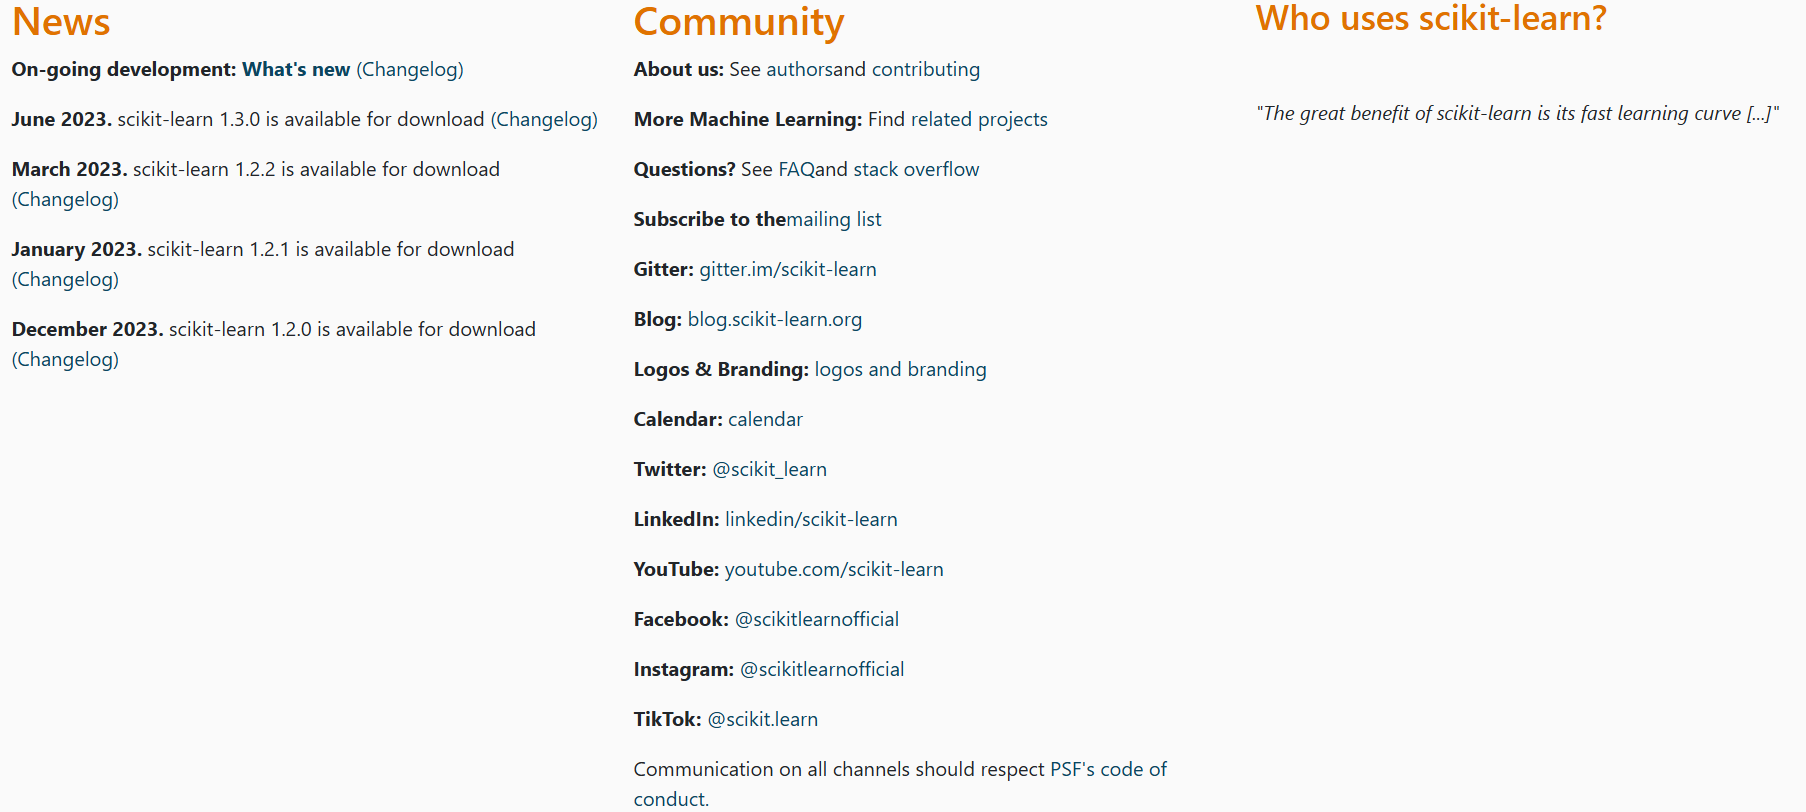 News
On-going development: What's new (Changelog)
June 2023. scikit-learn 1.3.0 is available for download (Changelog)
March 2023. scikit-learn 1.2.2 is available for download
(Changelog)
January 2023. scikit-learn 1.2.1 is available for download
(Changelog)
December 2023. scikit-learn 1.2.0 is available for download
(Changelog)
Community
About us: See authorsand contributing
More Machine Learning: Find related projects
Questions? See FAQand stack overflow
Subscribe to themailing list
Gitter: gitter.im/scikit-learn
Blog: blog.scikit-learn.org
Logos & Branding: logos and branding
Calendar: calendar
Twitter: @scikit_learn
LinkedIn: linkedin/scikit-learn
YouTube: youtube.com/scikit-learn
Facebook: @scikitlearnofficial
Instagram: @scikitlearnofficial
TikTok: @scikit.learn
Communication on all channels should respect PSF's code of
conduct.
Who uses scikit-learn?
"The great benefit of scikit-learn is its fast learning curve [...]"